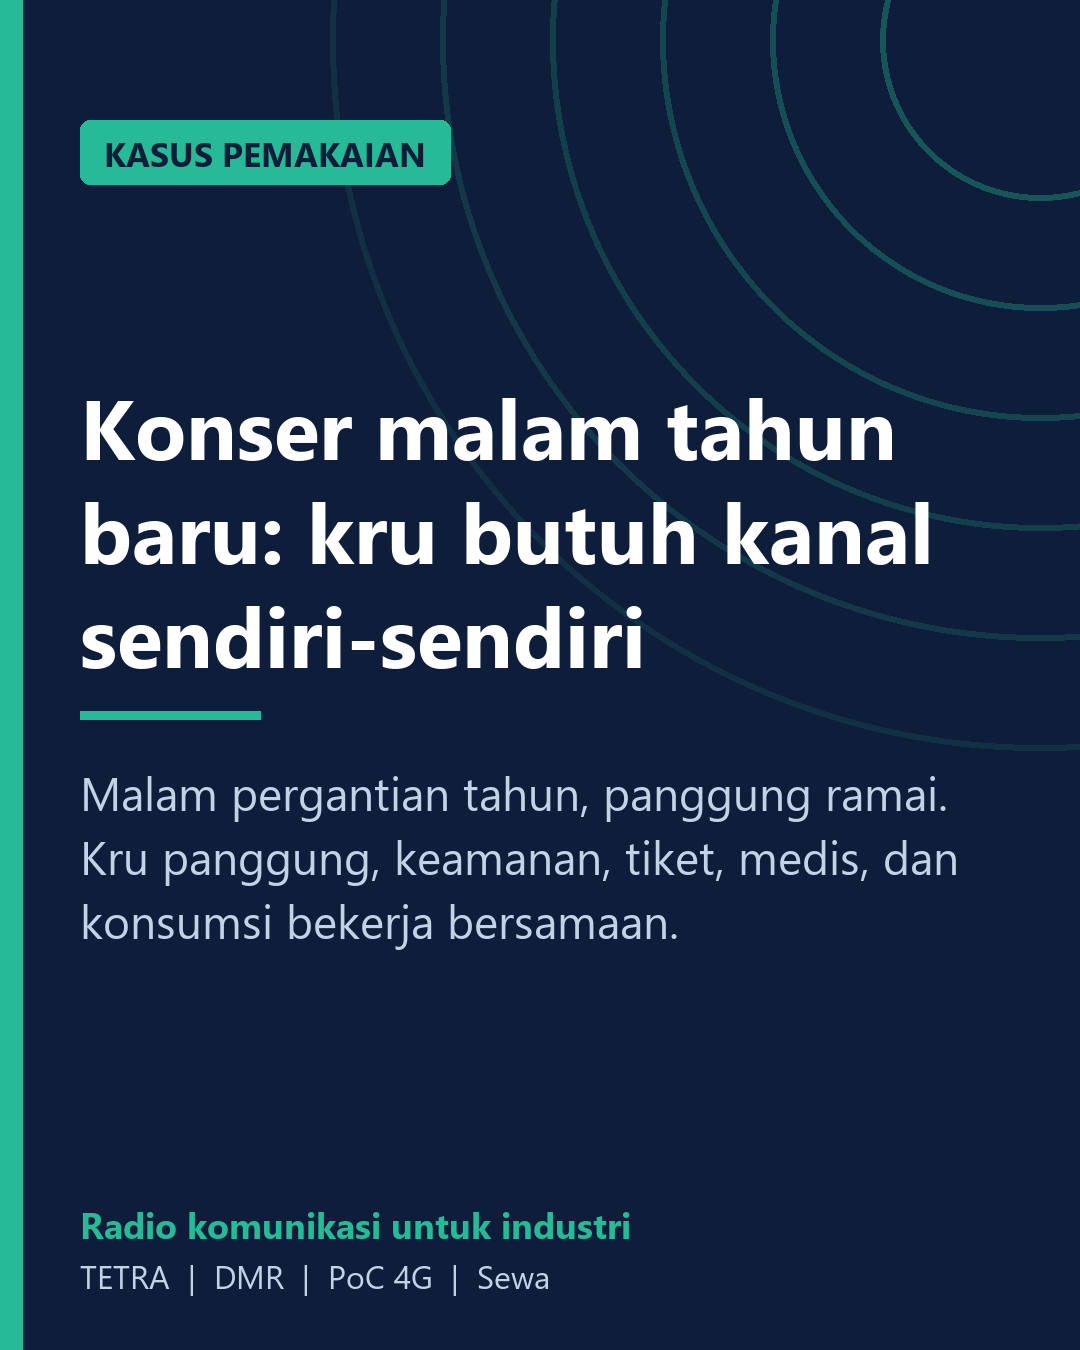 KASUS PEMAKAIAN
Konser malam tahun
baru: kru butuh kanal
sendiri-sendiri
Malam pergantian tahun, panggung ramai.
Kru panggung, keamanan, tiket, medis, dan
konsumsi bekerja bersamaan.
Radio komunikasi untuk industri
TETRA | DMR | PoC 4G | Sewa